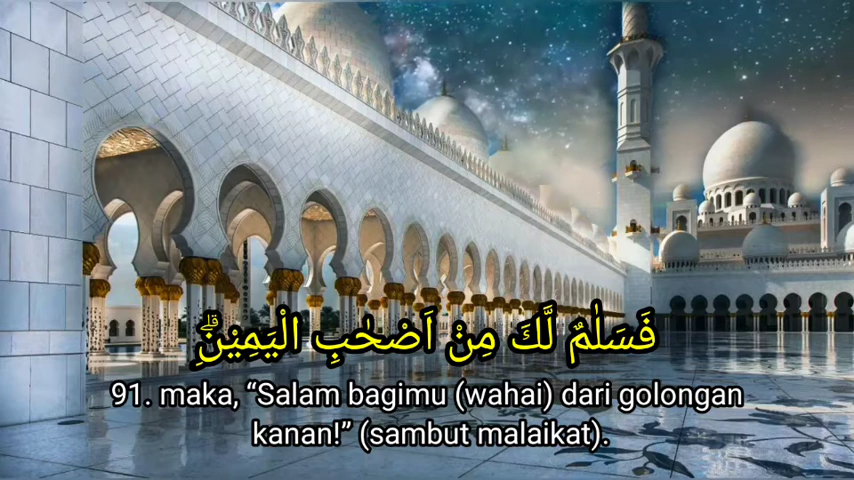 فَسَلٰمٌ لَّكَ مِنْ اَصْحٰبِ الْيَمِيْنِۗ
91. maka, “Salam bagimu (wahai) dari golongan
kanan!” (sambut malaikat).